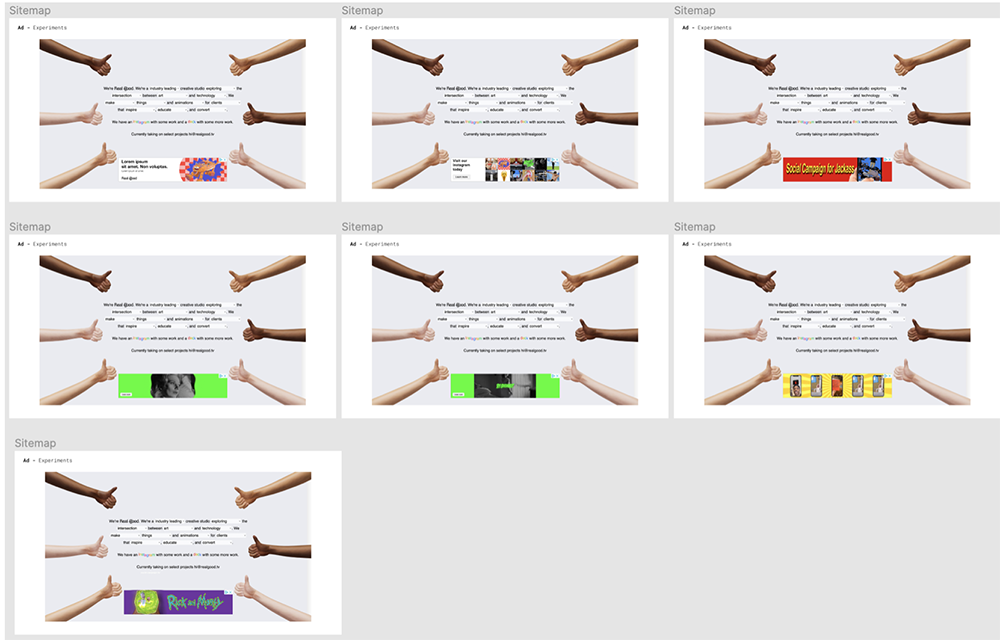 Sitemap
Ad - Experiments
We're Real Good. We're a industry leading creative studio exploring the
intersection between art and technology . We
make things and animations for clients
that inspire , educate , and convert
We have an Instagram with some work and a with some more work.
Currently taking on select projects hi@realgood.tv
Lorem ipsum
sit amet. Non voluptas.
Real Good
Sitemap
Ad - Experiments
We're Real Good. We're a industry leading creative studio exploring the
intersection between art and technology . We
make things and animations for clients
that inspire , educate , and convert
We have an Instagram with some work and a with some more work.
Currently taking on select projects hi@realgood.tv
Visit our
instagram
today
Sitemap
Ad - Experiments
We're Real Good. We're a industry leading creative studio exploring the
intersection between art and technology . We
make things and animations for clients
that inspire , educate , and convert
We have an Instagram with some work and a with some more work.
Currently taking on select projects hi@realgood.tv
Social Campaign for Jackass
Sitemap
Ad - Experiments
We're Real Good. We're a industry leading creative studio exploring the
intersection between art and technology . We
make things and animations for clients
that inspire , educate , and convert
We have an Instagram with some work and a with some more work.
Currently taking on select projects hi@realgood.tv
Sitemap
Ad - Experiments
We're Real Good. We're a industry leading creative studio exploring the
intersection between art and technology . We
make things and animations for clients
that inspire , educate , and convert
We have an Instagram with some work and a with some more work.
Currently taking on select projects hi@realgood.tv
Sitemap
Ad - Experiments
We're Real Good. We're a industry leading creative studio exploring the
intersection between art and technology . We
make things and animations for clients
that inspire , educate , and convert
We have an Instagram with some work and a with some more work.
Currently taking on select projects hi@realgood.tv
Sitemap
Ad - Experiments
We're Real Good. We're a industry leading creative studio exploring the
intersection between art and technology . We
make things and animations for clients
that inspire , educate , and convert
We have an Instagram with some work and a with some more work.
Currently taking on select projects hi@realgood.tv
Rick and Morty